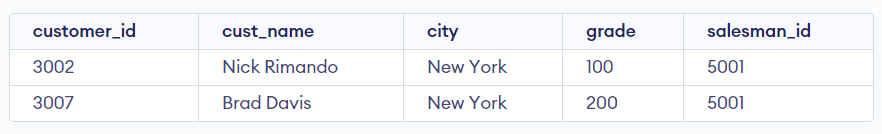 customer_id cust_name city grade salesman_id
3002 Nick Rimando New York 100 5001
3007 Brad Davis New York 200 5001